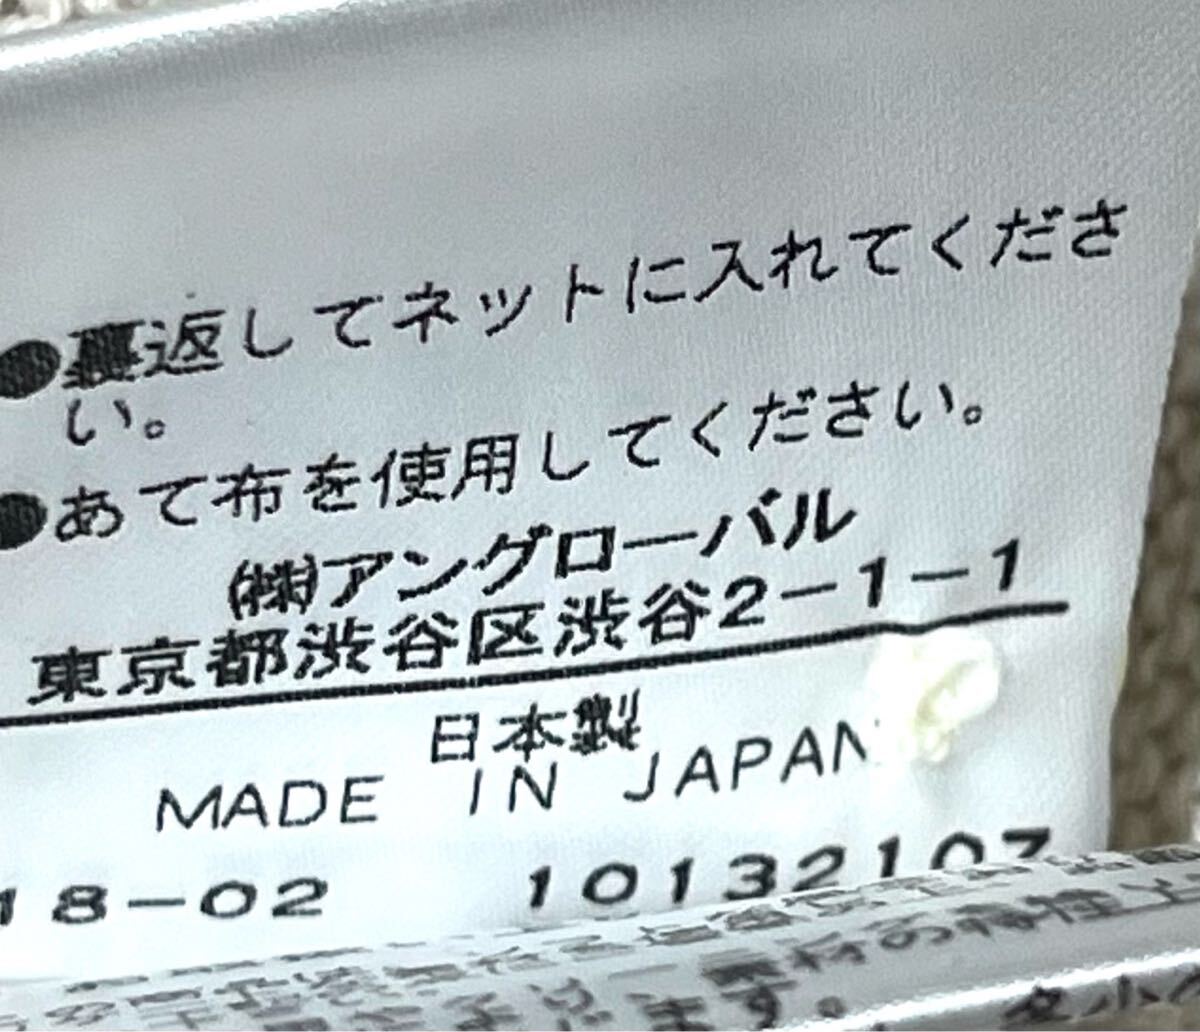 ●裏返してネットに入れてくださ
い。
●あて布を使用してください。
㈱アングローバル
東京都渋谷区渋谷2-1-1
日本製
MADE IN JAPAN
18-02 10132107